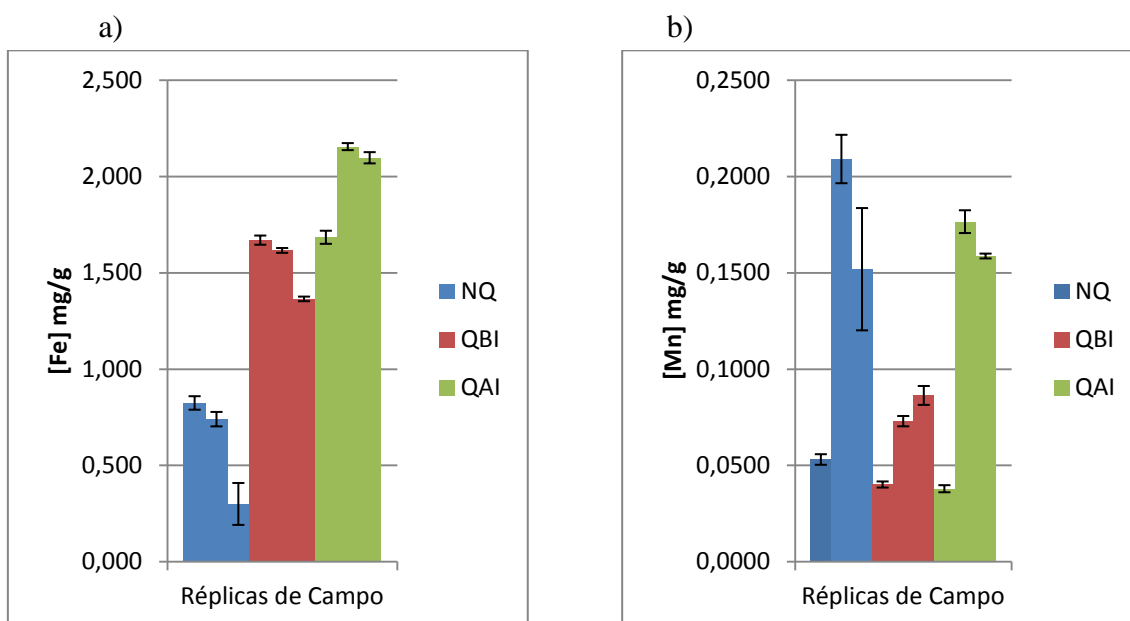 a)
2,500
2,000
1,500
1,000
0,500
0,000
[Fe] mg/g
Réplicas de Campo
NQ
QBI
QAI
b)
0,2500
0,2000
0,1500
0,1000
0,0500
0,0000
[Mn] mg/g
Réplicas de Campo
NQ
QBI
QAI